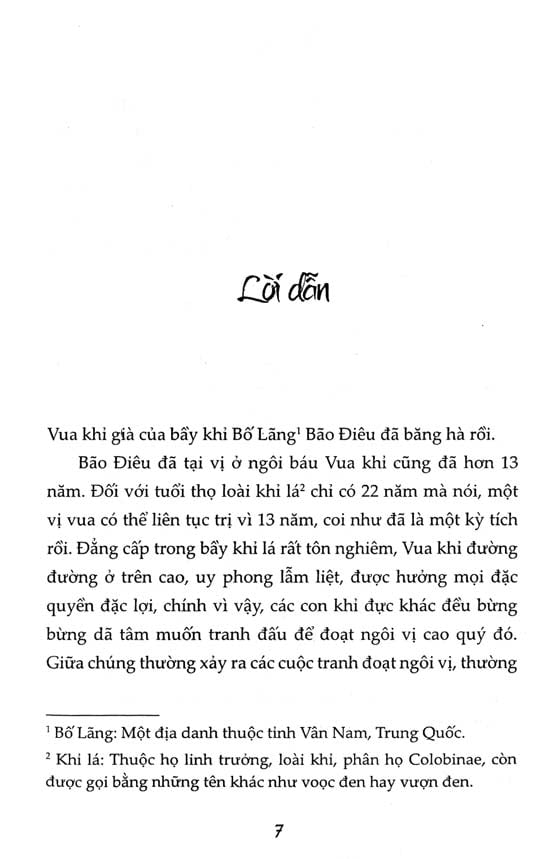 Lời dẫn
Vua khỉ già của bầy khỉ Bố Lãng¹ Bão Điêu đã băng hà rồi.
Bão Điêu đã tại vị ở ngôi báu Vua khỉ cũng đã hơn 13
năm. Đối với tuổi thọ loài khỉ lá² chỉ có 22 năm mà nói, một
vị vua có thể liên tục trị vì 13 năm, coi như đã là một kỳ tích
rồi. Đẳng cấp trong bầy khỉ lá rất tôn nghiêm, Vua khỉ đường
đường ở trên cao, uy phong lẫm liệt, được hưởng mọi đặc
quyền đặc lợi, chính vì vậy, các con khỉ đực khác đều bừng
bừng dã tâm muốn tranh đấu để đoạt ngôi vị cao quý đó.
Giữa chúng thường xảy ra các cuộc tranh đoạt ngôi vị, thường
¹ Bố Lãng: Một địa danh thuộc tỉnh Vân Nam, Trung Quốc.
² Khỉ lá: Thuộc họ linh trưởng, loài khỉ, phân họ Colobinae, còn
được gọi bằng những tên khác như voọc đen hay vượn đen.
7